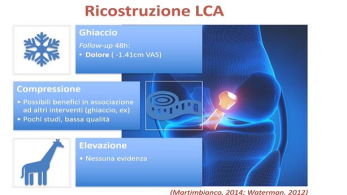 Ricostruzione LCA
Ghiaccio
Follow-up 48h:
• Dolore ( -1.41cm VAS)
Compressione
• Possibili benefici in associazione
ad altri interventi (ghiaccio, ex)
• Pochi studi, bassa qualità
Elevazione
• Nessuna evidenza
(Martimbianco, 2014; Waterman, 2012)